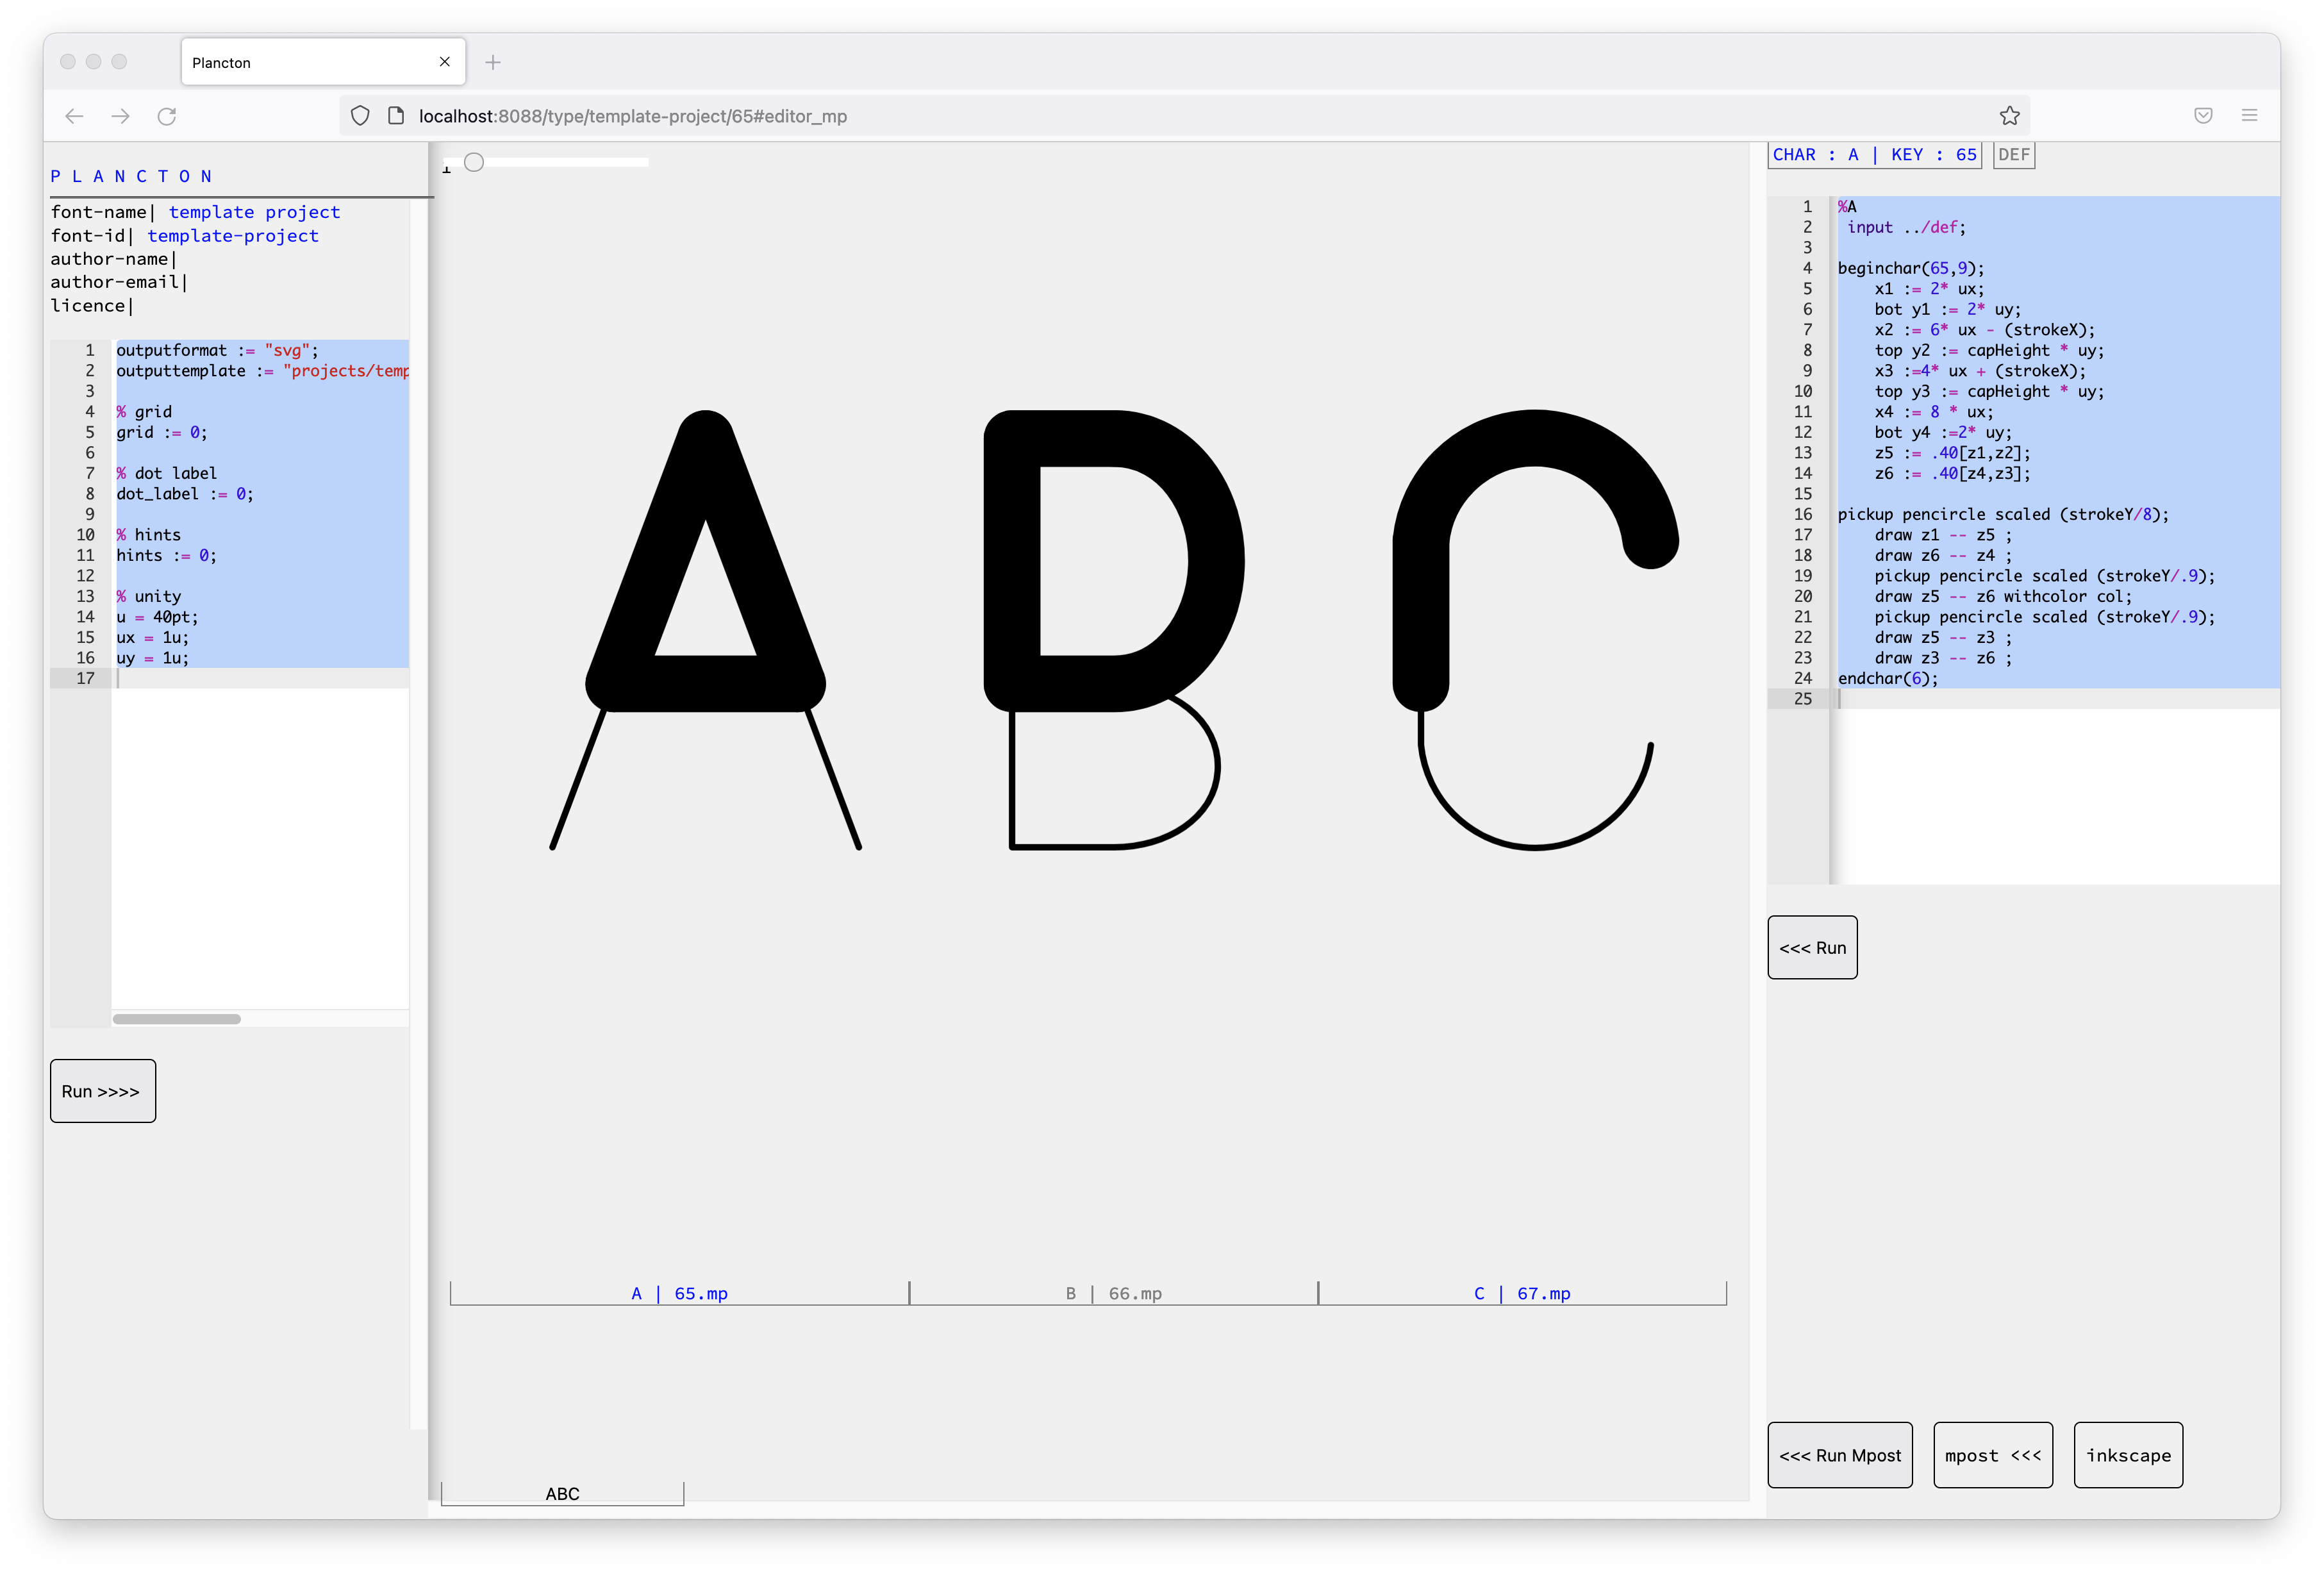 Plancton
localhost:8088/type/template-project/65#editor_mp
PLANCTON
font-name| template project
font-id| template-project
author-name|
author-email|
licence|
1 outputformat := "svg";
2 outputtemplate := "projects/temp
3
4 % grid
5 grid := 0;
6
7 % dot label
8 dot_label := 0;
9
10 % hints
11 hints := 0;
12
13 % unity
14 u = 40pt;
15 ux = 1u;
16 uy = 1u;
17
Run >>>>
1
A B C
A | 65.mp
B | 66.mp
C | 67.mp
ABC
CHAR : A | KEY : 65
DEF
1 %A
2 input ../def;
3
4 beginchar(65,9);
5 x1 := 2* ux;
6 bot y1 := 2* uy;
7 x2 := 6* ux - (strokeX);
8 top y2 := capHeight * uy;
9 x3 :=4* ux + (strokeX);
10 top y3 := capHeight * uy;
11 x4 := 8 * ux;
12 bot y4 :=2* uy;
13 z5 := .40[z1,z2];
14 z6 := .40[z4,z3];
15
16 pickup pencircle scaled (strokeY/8);
17 draw z1 -- z5 ;
18 draw z6 -- z4 ;
19 pickup pencircle scaled (strokeY/.9);
20 draw z5 -- z6 withcolor col;
21 pickup pencircle scaled (strokeY/.9);
22 draw z5 -- z3 ;
23 draw z3 -- z6 ;
24 endchar(6);
25
<<< Run
<<< Run Mpost
mpost <<<
inkscape